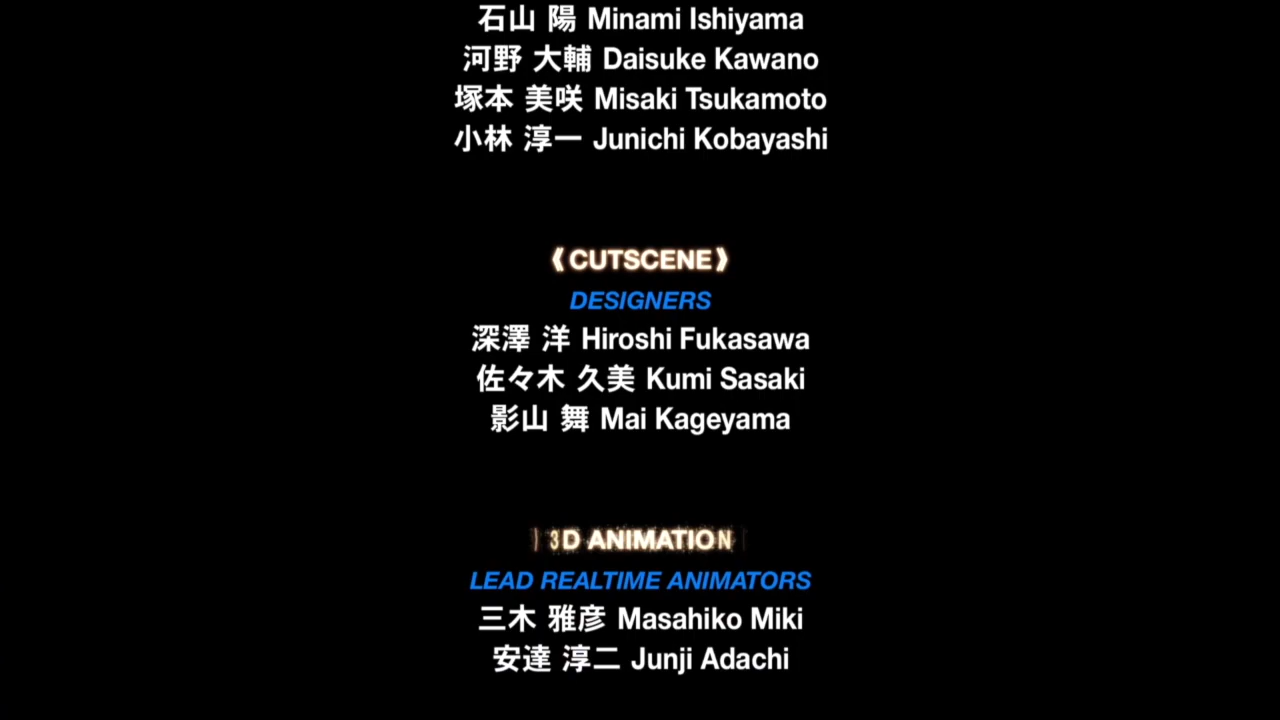 石山 陽 Minami Ishiyama
河野 大輔 Daisuke Kawano
塚本 美咲 Misaki Tsukamoto
小林 淳一 Junichi Kobayashi
《CUTSCENE》
DESIGNERS
深澤 洋 Hiroshi Fukasawa
佐々木 久美 Kumi Sasaki
影山 舞 Mai Kageyama
3D ANIMATION
LEAD REALTIME ANIMATORS
三木 雅彦 Masahiko Miki
安達 淳二 Junji Adachi